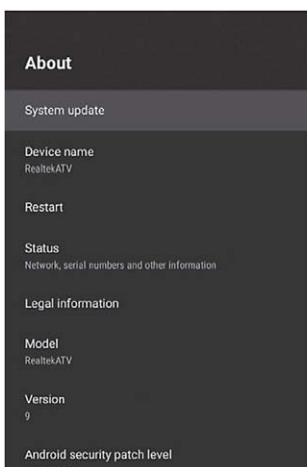 About
System update
Device name
RealtekATV
Restart
Status
Network, serial numbers and other information
Legal information
Model
RealtekATV
Version
9
Android security patch level